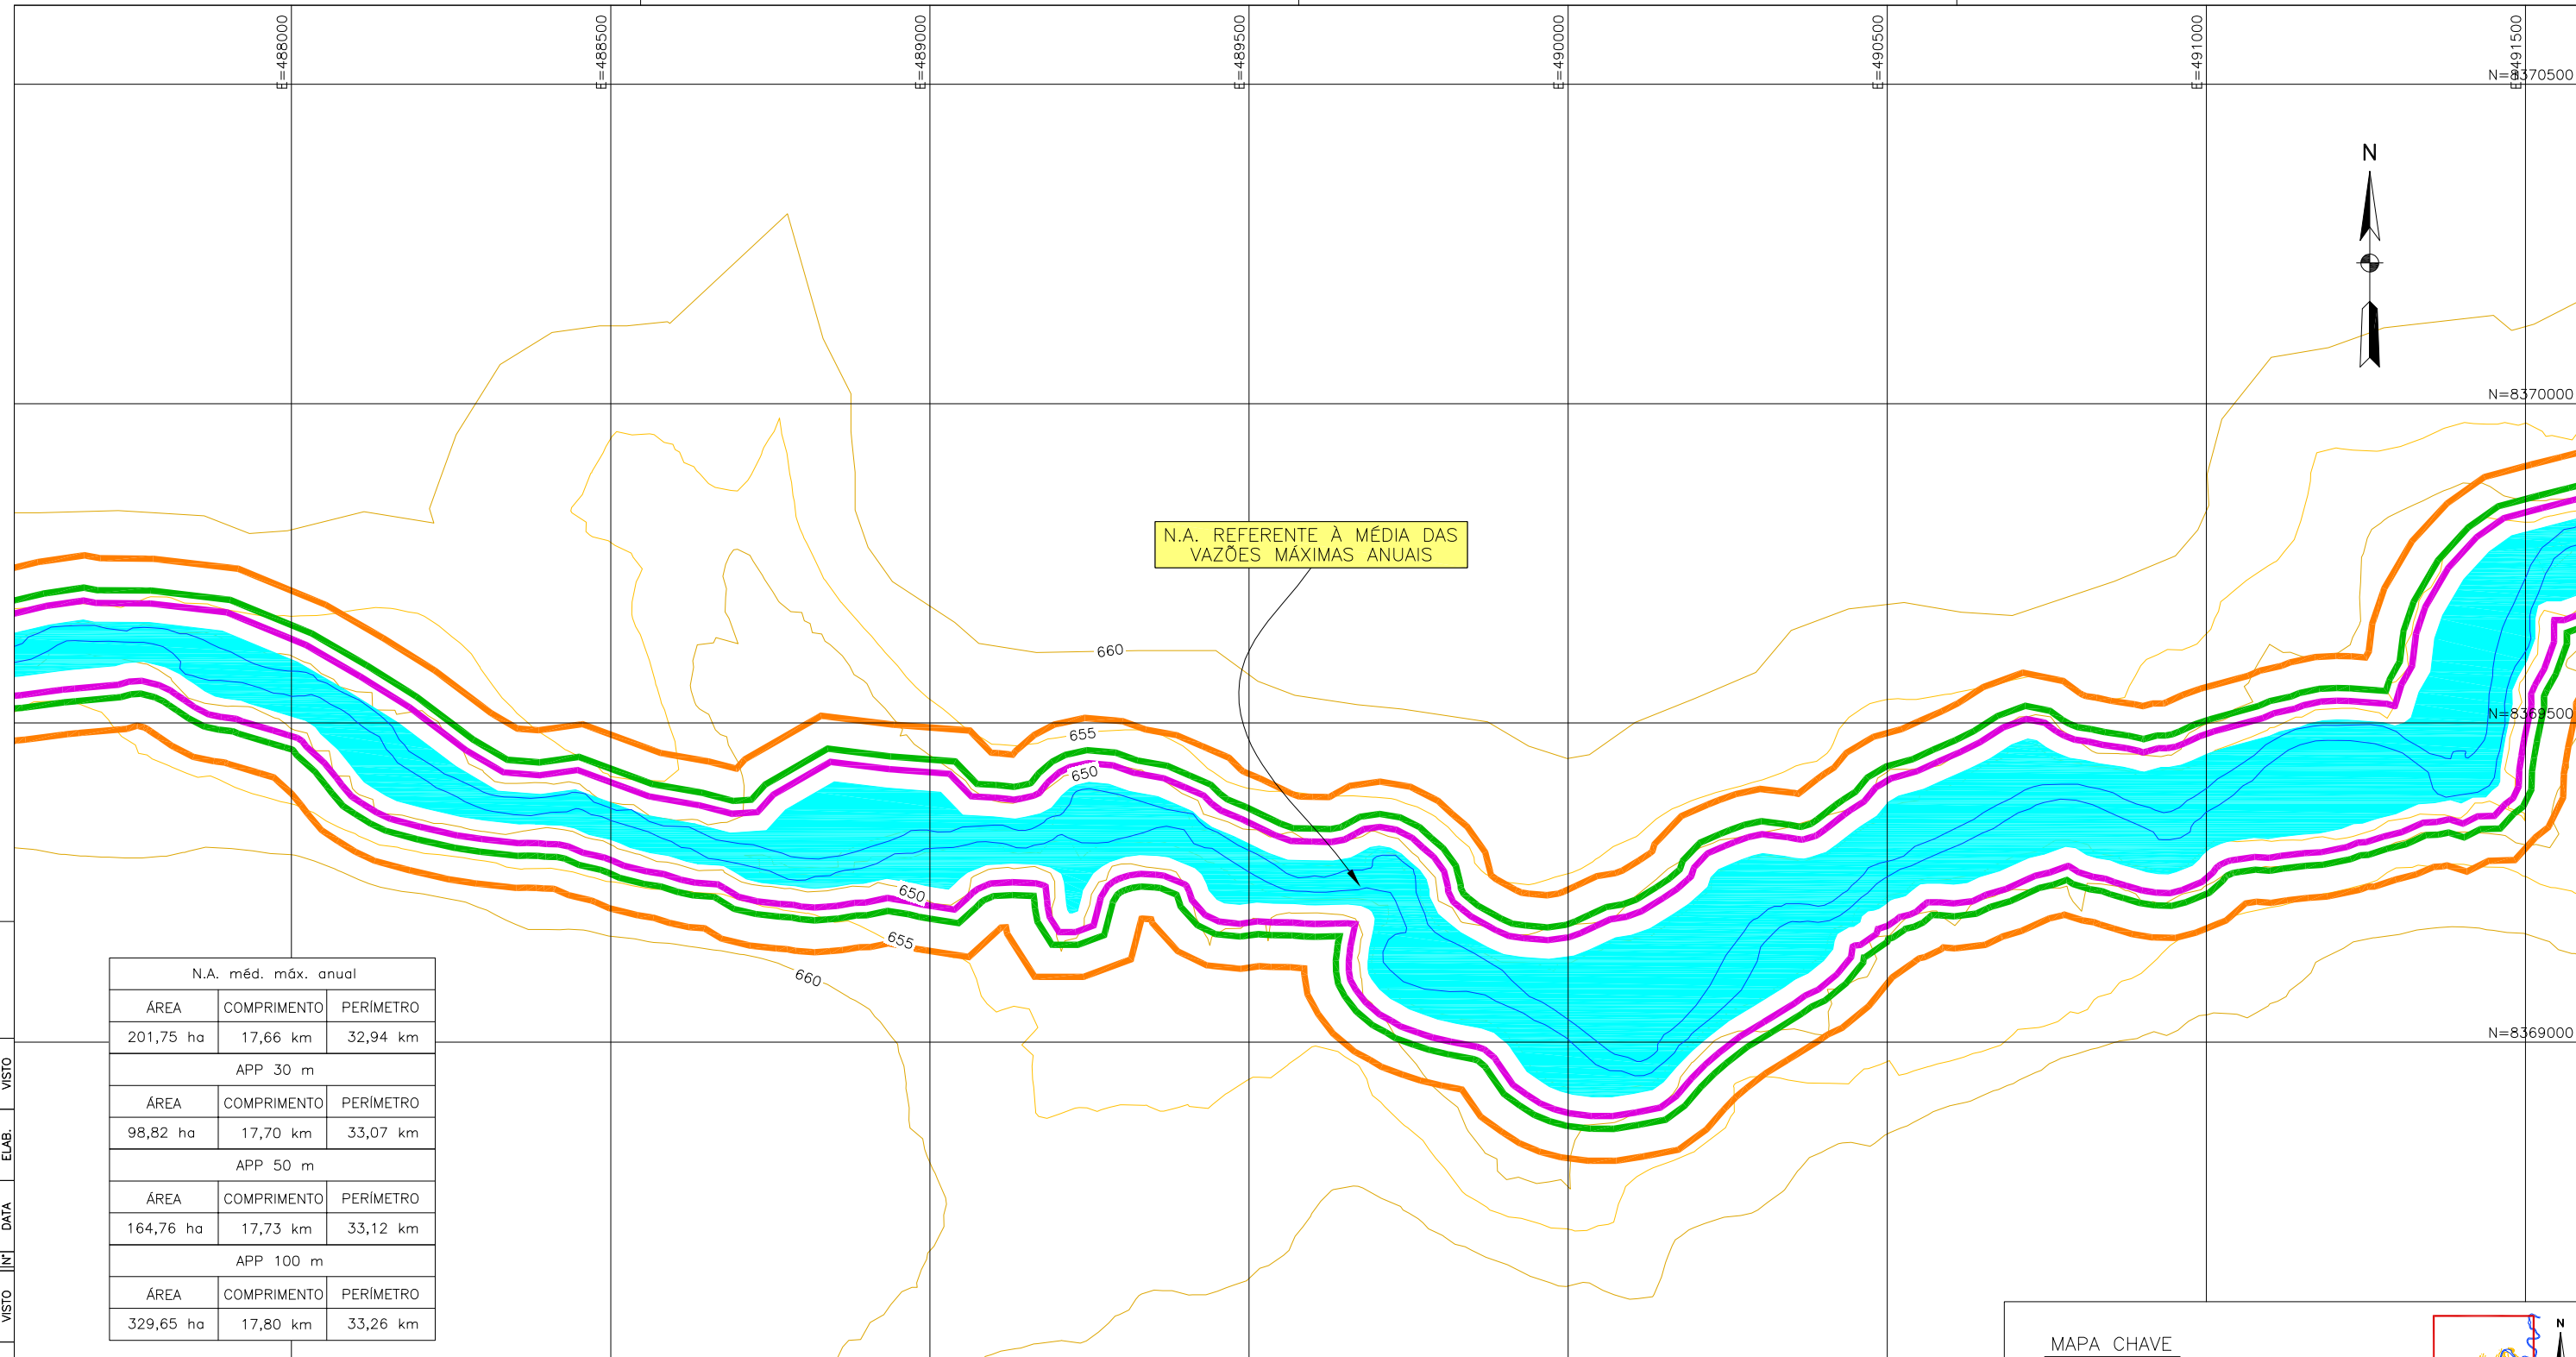 E=488000
E=488500
E=489000
E=489500
E=490000
E=490500
E=491000
E=491500
N=8370500
N
N=8370000
N.A. REFERENTE À MÉDIA DAS
VAZÕES MÁXIMAS ANUAIS
660
655
650
N=8369500
650
655
660
N=8369000
N.A. méd. máx. anual
ÁREA COMPRIMENTO PERÍMETRO
201,75 ha 17,66 km 32,94 km
APP 30 m
ÁREA COMPRIMENTO PERÍMETRO
98,82 ha 17,70 km 33,07 km
APP 50 m
ÁREA COMPRIMENTO PERÍMETRO
164,76 ha 17,73 km 33,12 km
APP 100 m
ÁREA COMPRIMENTO PERÍMETRO
329,65 ha 17,80 km 33,26 km
VISTO
ELAB.
DATA
N°
VISTO
MAPA CHAVE
N